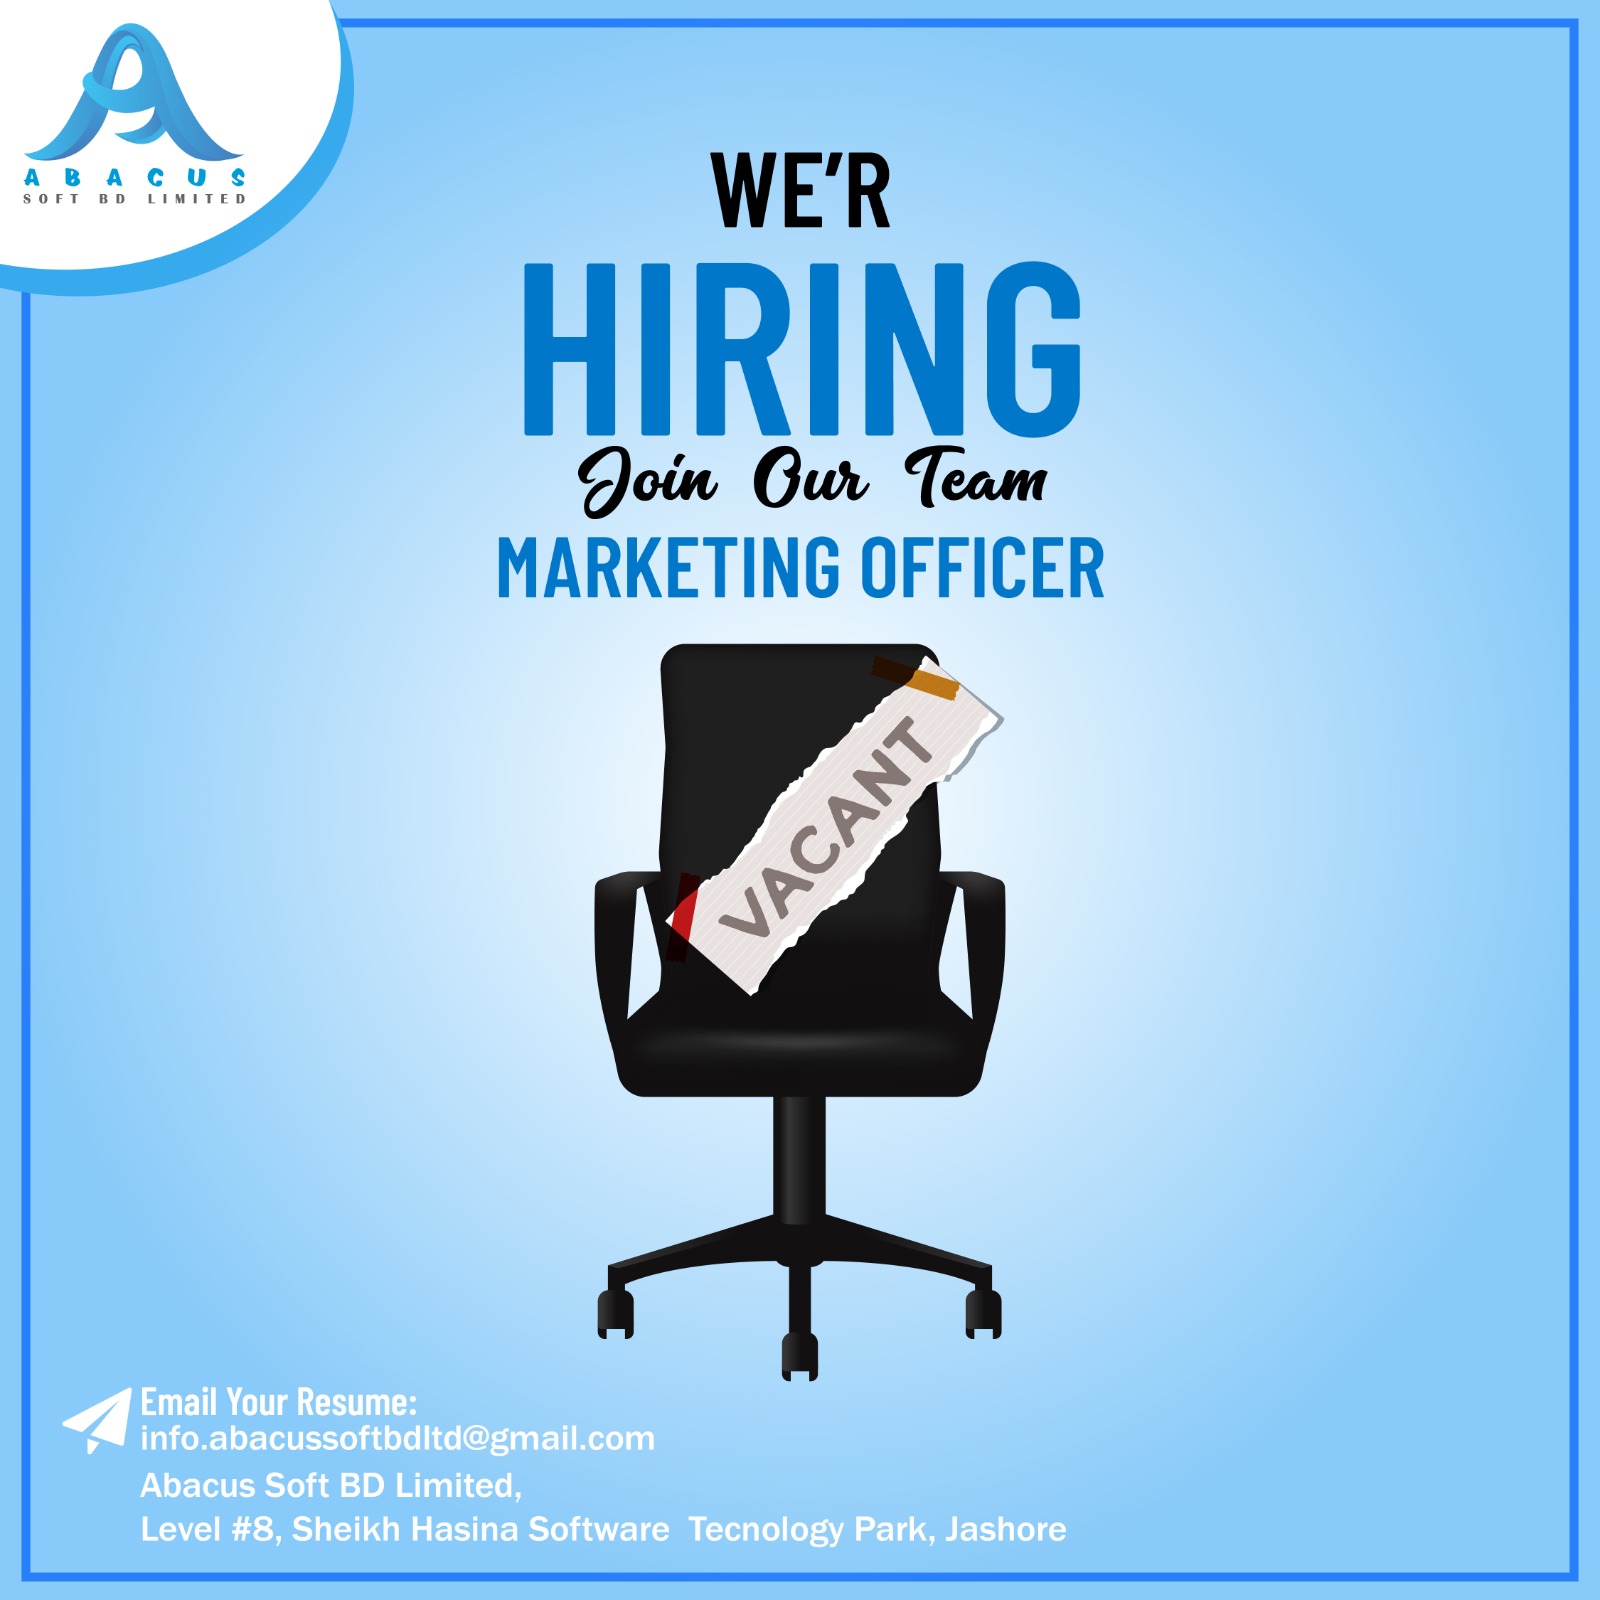 ABACUS
SOFT BD LIMITED
WE'R
HIRING
Join Our Team
MARKETING OFFICER
VACANT
Email Your Resume:
info.abacussoftbdltd@gmail.com
Abacus Soft BD Limited,
Level #8, Sheikh Hasina Software Tecnology Park, Jashore